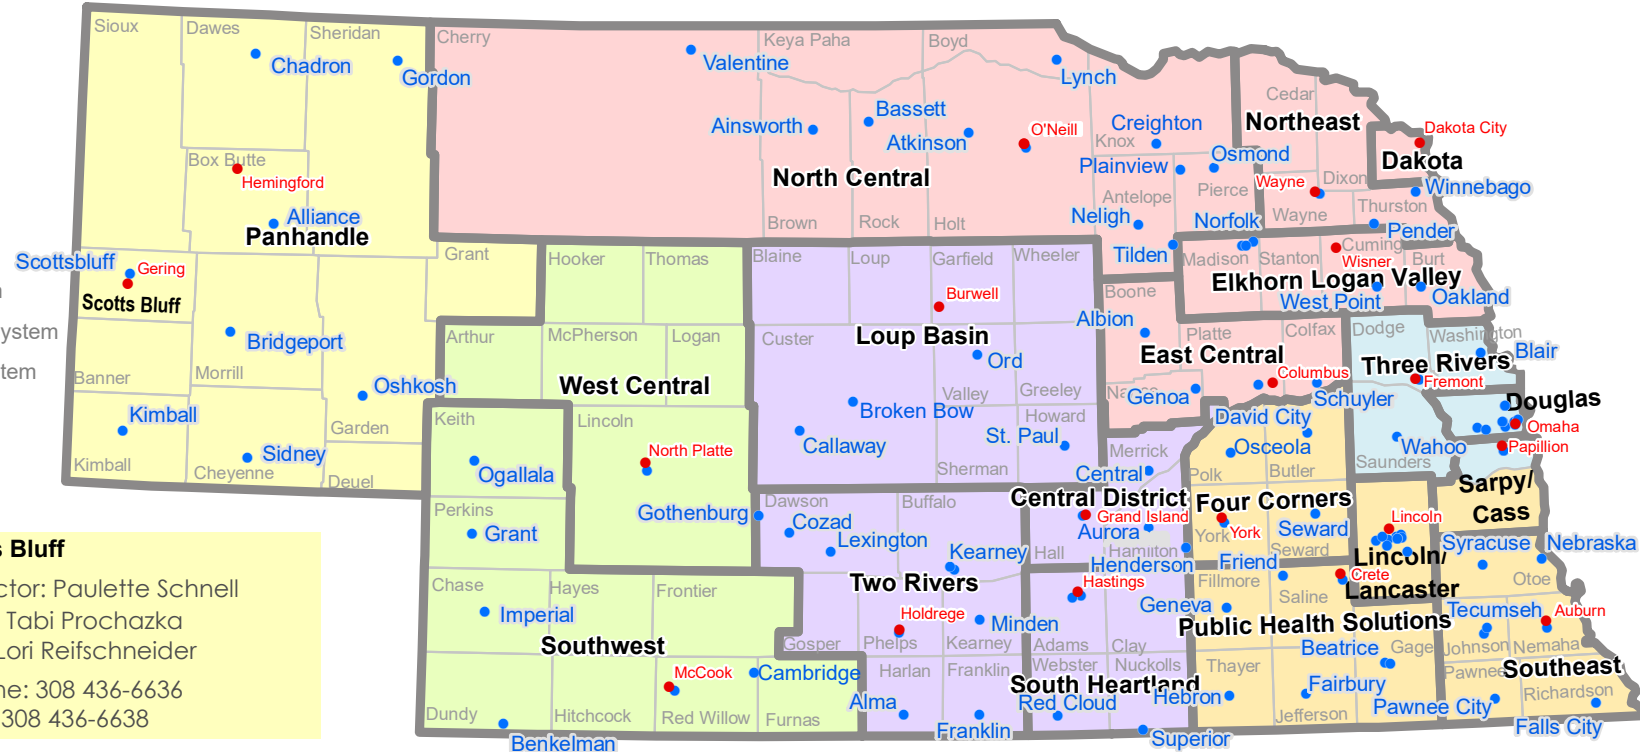 Sioux
Dawes
Sheridan
Cherry
Keya Paha
Boyd
Chadron
Gordon
Valentine
Lynch
Cedar
Northeast
Dakota City
Dakota
Ainsworth
Bassett
Atkinson
O'Neill
Creighton
Knox
Plainview
Osmond
Box Butte
Hemingford
North Central
Antelope
Pierce
Wayne
Dixon
Winnebago
Alliance
Panhandle
Brown
Rock
Holt
Neligh
Norfolk
Wayne
Thurston
Pender
Scottsbluff
Gering
Grant
Hooker
Thomas
Blaine
Loup
Garfield
Wheeler
Tilden
Madison
Stanton
Cuming
Wisner
Burt
Scotts Bluff
Burwell
Boone
Elkhorn Logan Valley
West Point
Oakland
ystem
tem
Bridgeport
Arthur
McPherson
Logan
Custer
Loup Basin
Albion
Platte
Colfax
Dodge
Washington
Blair
Banner
Morrill
Oshkosh
West Central
Ord
East Central
Columbus
Three Rivers
Fremont
Kimball
Garden
Keith
Lincoln
Broken Bow
Valley
Greeley
Genoa
Schuyler
Douglas
Omaha
Sidney
Callaway
St. Paul
Howard
David City
Osceola
Wahoo
Papillion
Kimball
Cheyenne
Deuel
Ogallala
North Platte
Sherman
Merrick
Central
Polk
Butler
Saunders
Sarpy/
Cass
Perkins
Grant
Gothenburg
Dawson
Buffalo
Cozad
Lexington
Central District
Grand Island
Aurora
Four Corners
York
York
Seward
Seward
Lincoln
Lincoln/
Lancaster
Syracuse
Nebraska
s Bluff
ctor: Paulette Schnell
Tabi Prochazka
Lori Reifschneider
ne: 308 436-6636
308 436-6638
Chase
Hayes
Frontier
Kearney
Two Rivers
Hall
Hamilton
Henderson
Hastings
Friend
Fillmore
Saline
Crete
Otoe
Imperial
Southwest
Holdrege
Minden
Geneva
Public Health Solutions
Tecumseh
Auburn
Gosper
Phelps
Kearney
Adams
Clay
Beatrice
Gage
Johnson
Nemaha
McCook
Cambridge
Harlan
Franklin
Webster
Nuckolls
South Heartland
Thayer
Pawnee
Southeast
Dundy
Hitchcock
Red Willow
Furnas
Alma
Red Cloud
Hebron
Fairbury
Jefferson
Pawnee City
Richardson
Benkelman
Franklin
Superior
Falls City